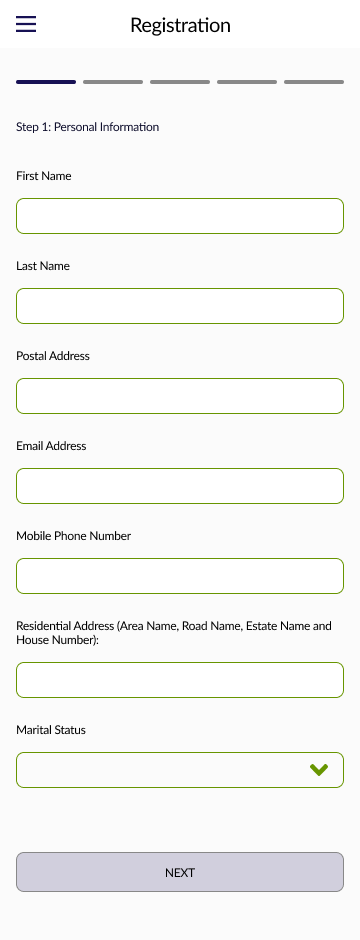 Registration
Step 1: Personal Information
First Name
Last Name
Postal Address
Email Address
Mobile Phone Number
Residential Address (Area Name, Road Name, Estate Name and
House Number):
Marital Status
NEXT